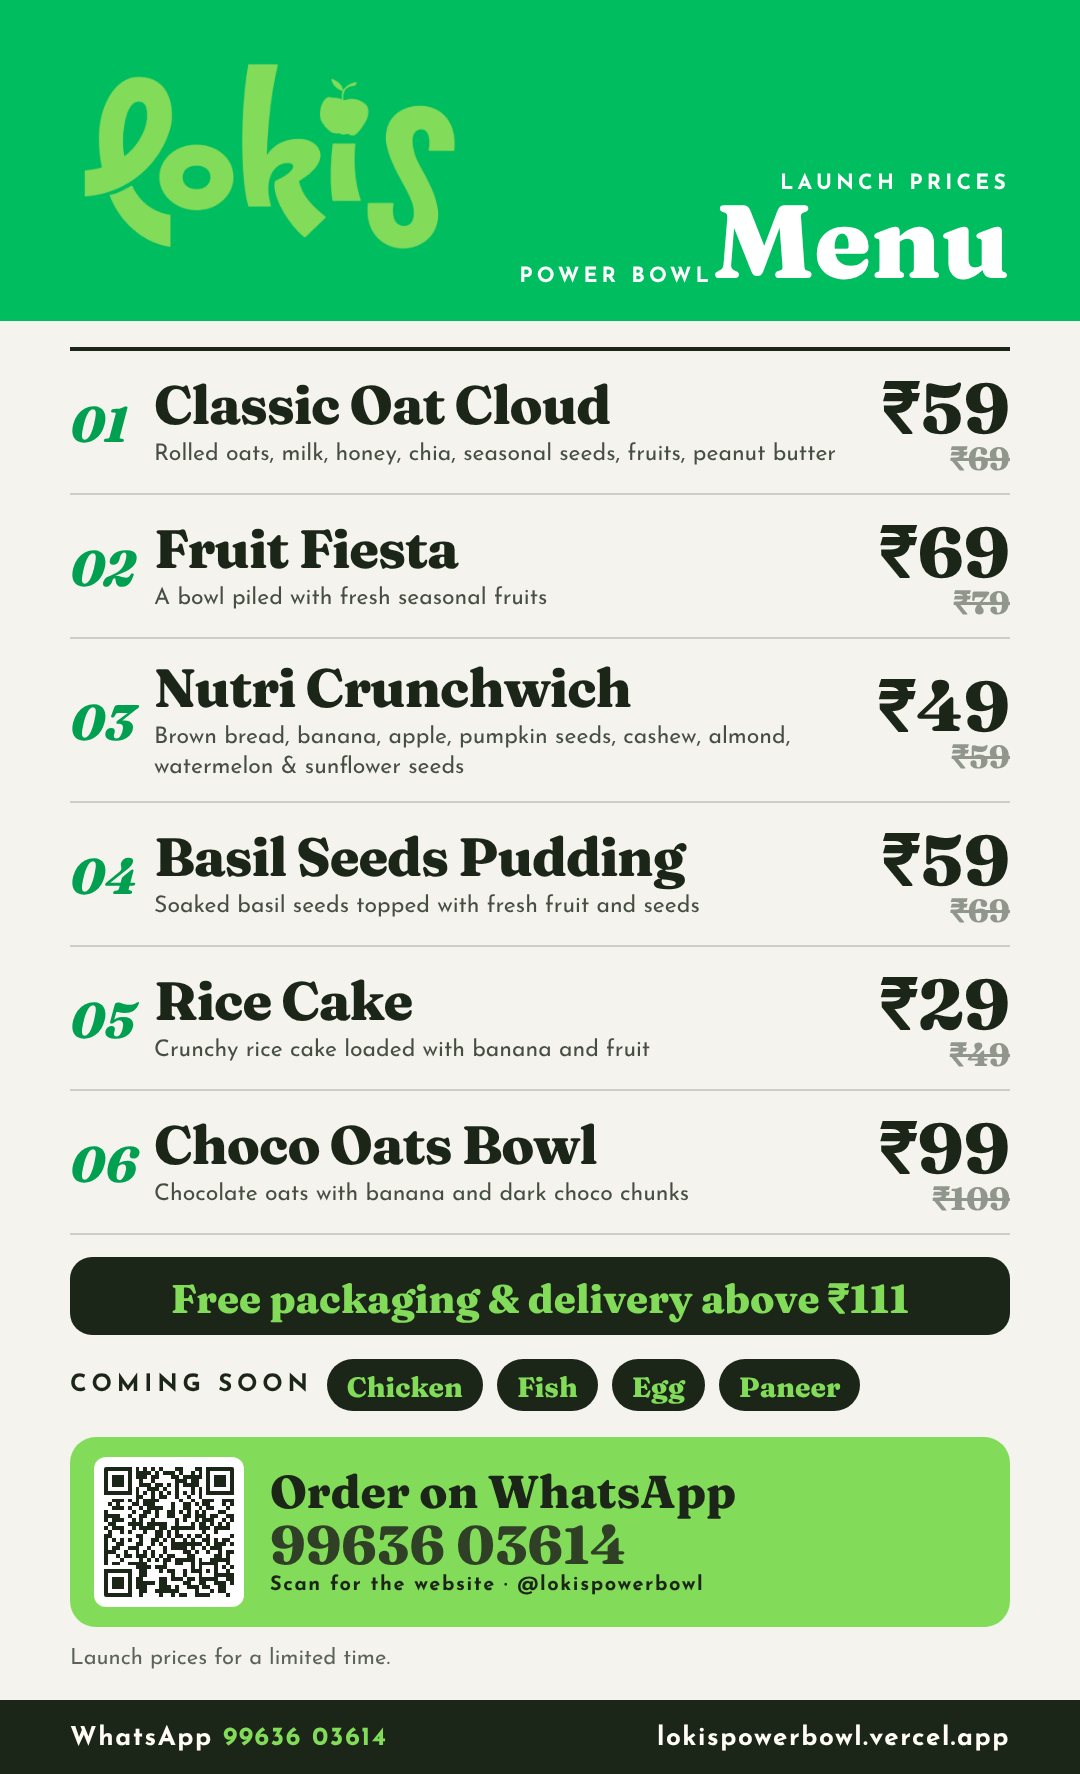 lokis
LAUNCH PRICES
POWER BOWL Menu
01 Classic Oat Cloud ₹59
Rolled oats, milk, honey, chia, seasonal seeds, fruits, peanut butter ₹69
02 Fruit Fiesta ₹69
A bowl piled with fresh seasonal fruits ₹79
03 Nutri Crunchwich ₹49
Brown bread, banana, apple, pumpkin seeds, cashew, almond, ₹59
watermelon & sunflower seeds
04 Basil Seeds Pudding ₹59
Soaked basil seeds topped with fresh fruit and seeds ₹69
05 Rice Cake ₹29
Crunchy rice cake loaded with banana and fruit ₹49
06 Choco Oats Bowl ₹99
Chocolate oats with banana and dark choco chunks ₹109
Free packaging & delivery above ₹111
COMING SOON Chicken Fish Egg Paneer
Order on WhatsApp
99636 03614
Scan for the website · @lokispowerbowl
Launch prices for a limited time.
WhatsApp 99636 03614 lokispowerbowl.vercel.app